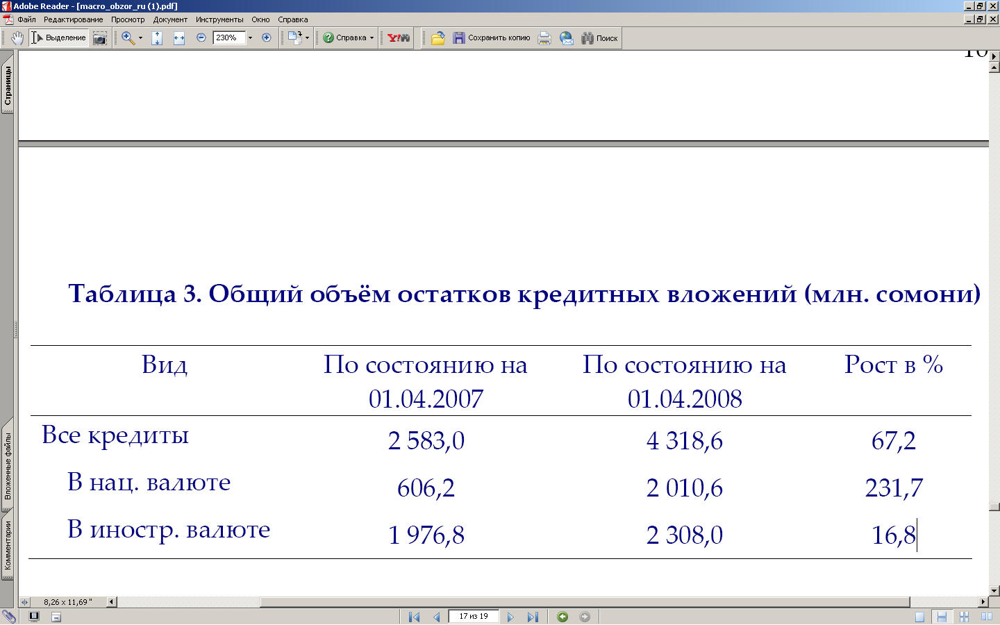 Adobe Reader - [macro_obzor_ru (1).pdf]
Файл Редактирование Просмотр Документ Инструменты Окно Справка
Выделение 230% Справка Y! Сохранить копию Поиск
Страницы
Таблица 3. Общий объём остатков кредитных вложений (млн. сомони)
Вид По состоянию на 01.04.2007 По состоянию на 01.04.2008 Рост в %
Все кредиты 2 583,0 4 318,6 67,2
В нац. валюте 606,2 2 010,6 231,7
В иностр. валюте 1 976,8 2 308,0 16,8
Вложенные файлы
Комментарии
8,26 x 11,69 "
17 из 19